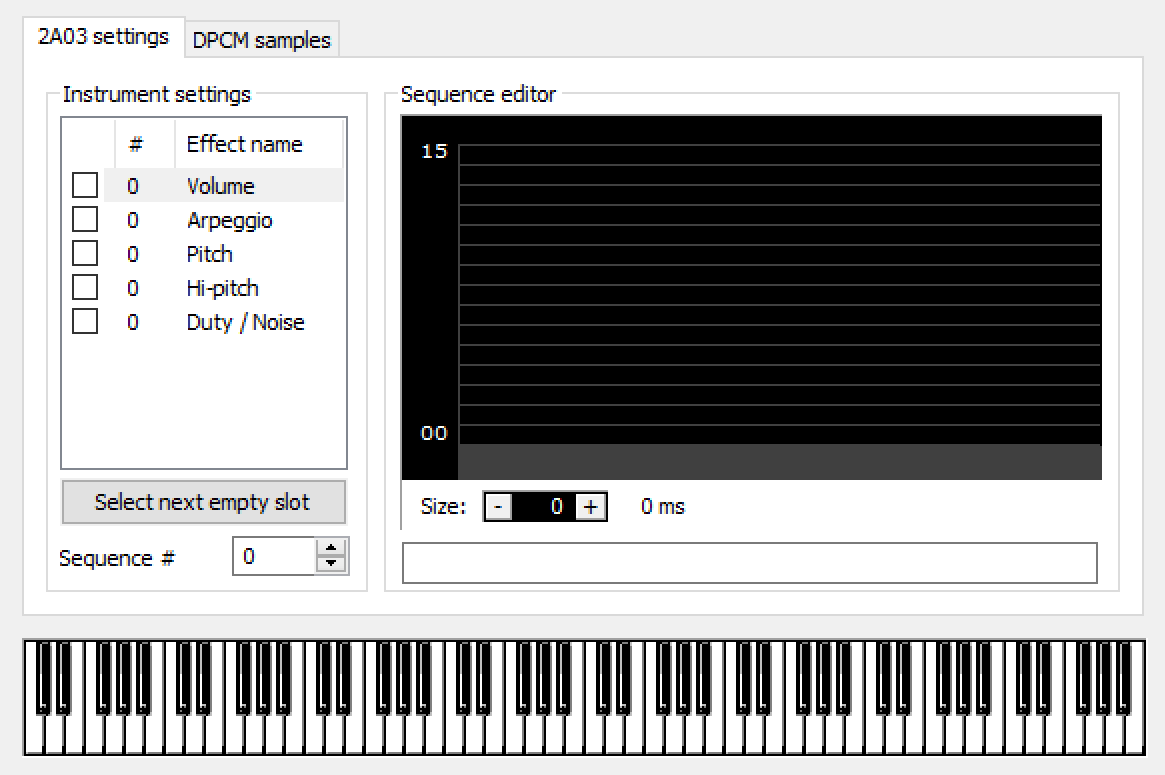 2A03 settings
DPCM samples
Instrument settings
# Effect name
0 Volume
0 Arpeggio
0 Pitch
0 Hi-pitch
0 Duty / Noise
Select next empty slot
Sequence # 0
Sequence editor
15
00
Size: - 0 + 0 ms